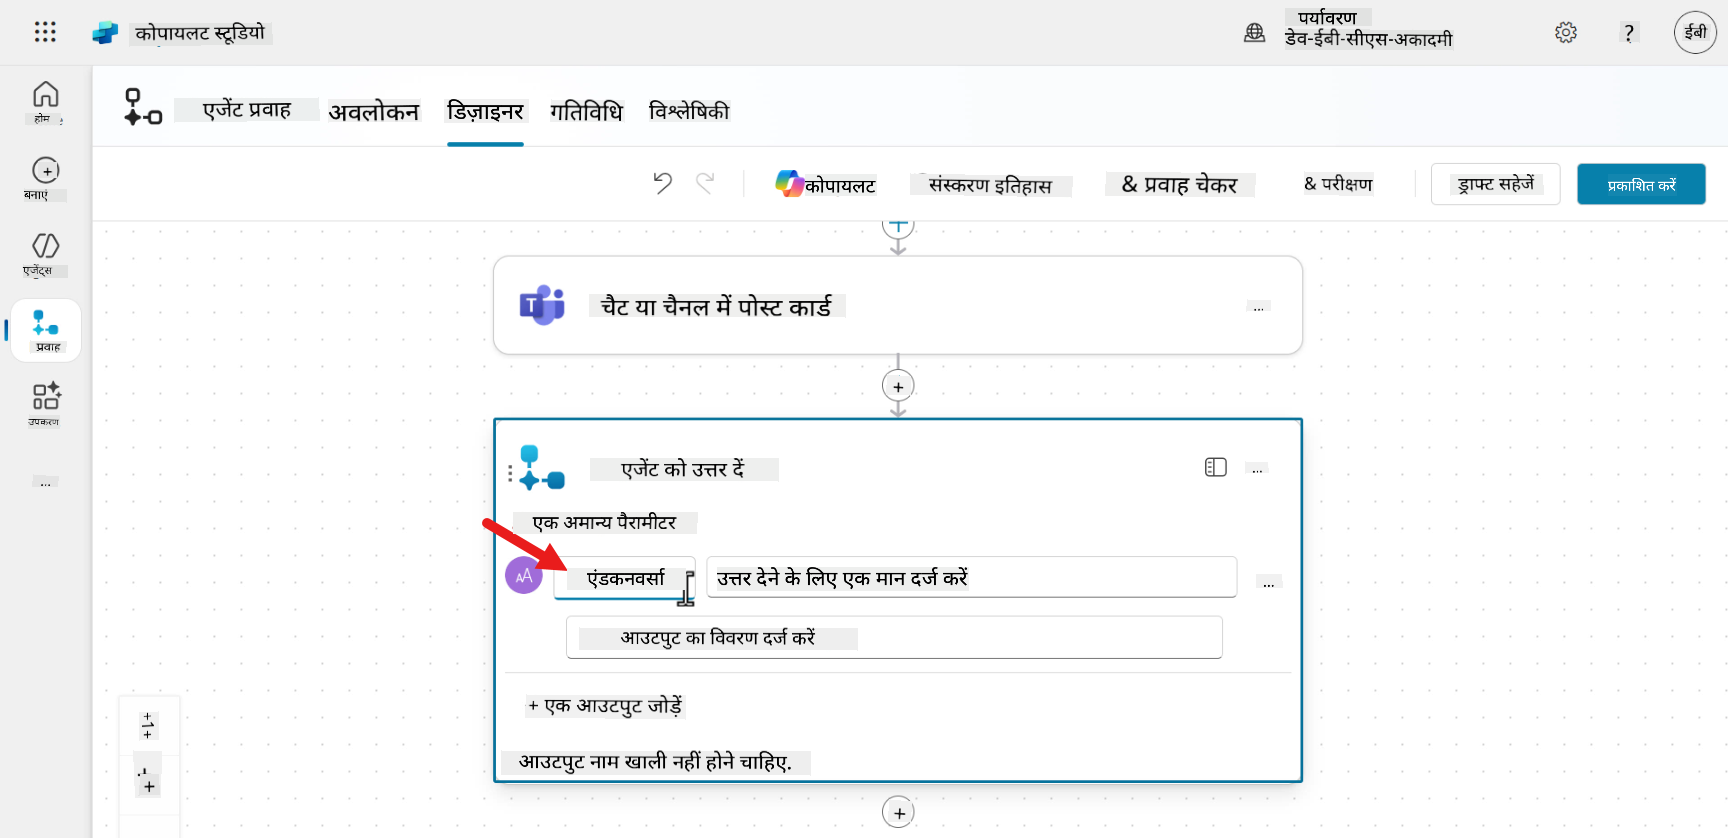 कोपायलट स्टूडियो
पर्यावरण
डेव-ईबी-सीएस-अकादमी
?
ईबी
होम
बनाएं
एजेंट्स
प्रवाह
उपकरण
...
एजेंट प्रवाह
अवलोकन
डिज़ाइनर
गतिविधि
विश्लेषिकी
कोपायलट
संस्करण इतिहास
& प्रवाह चेकर
& परीक्षण
ड्राफ्ट सहेजें
प्रकाशित करें
चैट या चैनल में पोस्ट कार्ड
...
एजेंट को उत्तर दें
...
एक अमान्य पैरामीटर
AA
एंडकनवर्सा
उत्तर देने के लिए एक मान दर्ज करें
...
आउटपुट का विवरण दर्ज करें
+ एक आउटपुट जोड़ें
आउटपुट नाम खाली नहीं होने चाहिए.